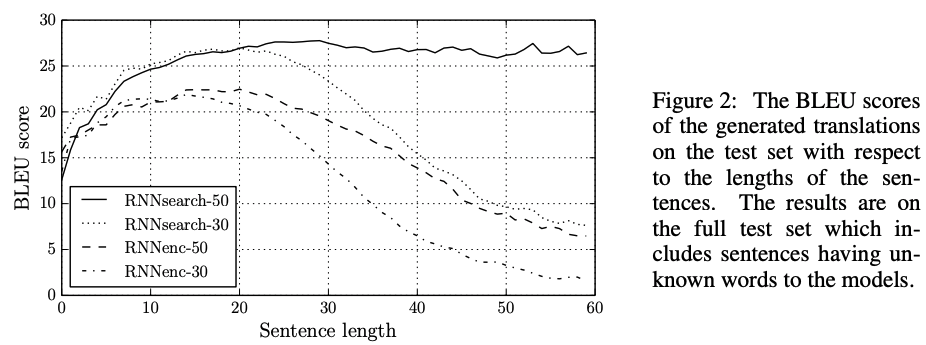 30
25
20
15
10
5
0
BLEU score
RNNsearch-50
RNNsearch-30
RNNenc-50
RNNenc-30
0 10 20 30 40 50 60
Sentence length
Figure 2: The BLEU scores
of the generated translations
on the test set with respect
to the lengths of the sen-
tences. The results are on
the full test set which in-
cludes sentences having un-
known words to the models.